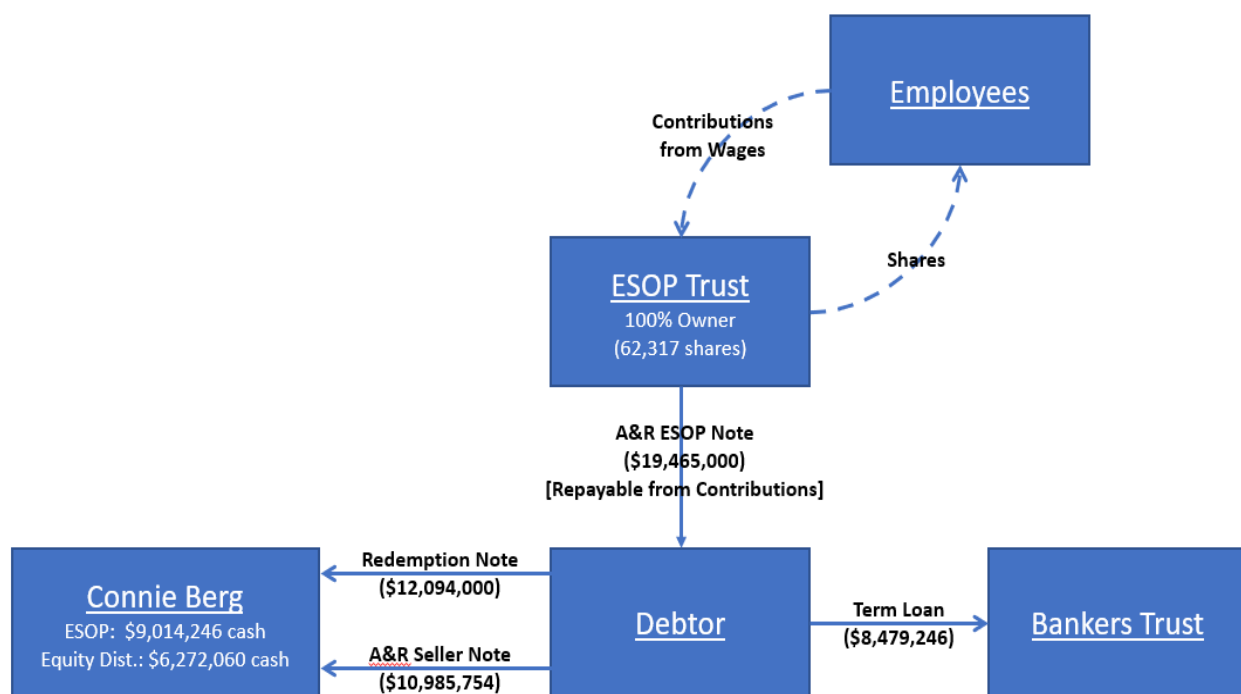 Employees
Contributions
from Wages
Shares
ESOP Trust
100% Owner
(62,317 shares)
A&R ESOP Note
($19,465,000)
[Repayable from Contributions]
Connie Berg
ESOP: $9,014,246 cash
Equity Dist.: $6,272,060 cash
Redemption Note
($12,094,000)
A&R Seller Note
($10,985,754)
Debtor
Term Loan
($8,479,246)
Bankers Trust